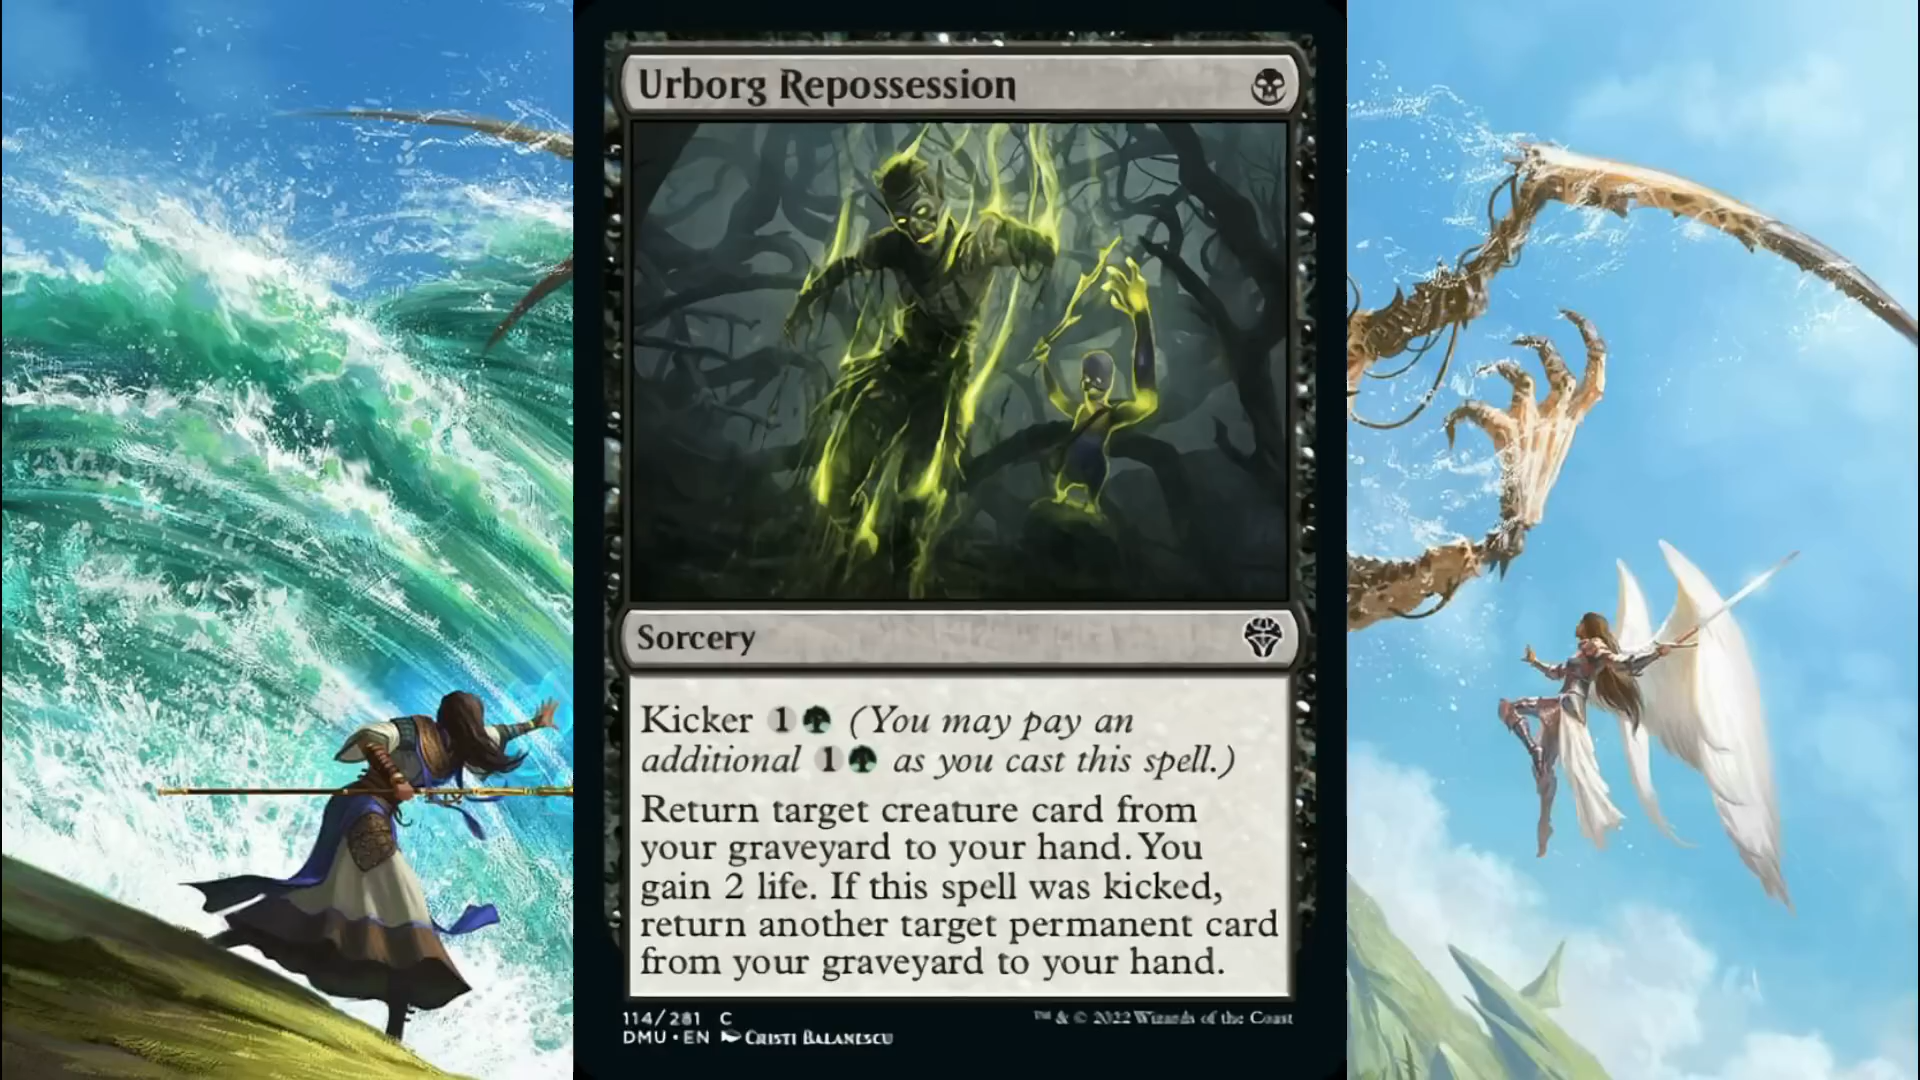 Urborg Repossession
Sorcery
Kicker 1 (You may pay an
additional 1 as you cast this spell.)
Return target creature card from
your graveyard to your hand. You
gain 2 life. If this spell was kicked,
return another target permanent card
from your graveyard to your hand.
114/281 C
™ & © 2022 Wizards of the Coast
DMU • EN Cristi Balanescu